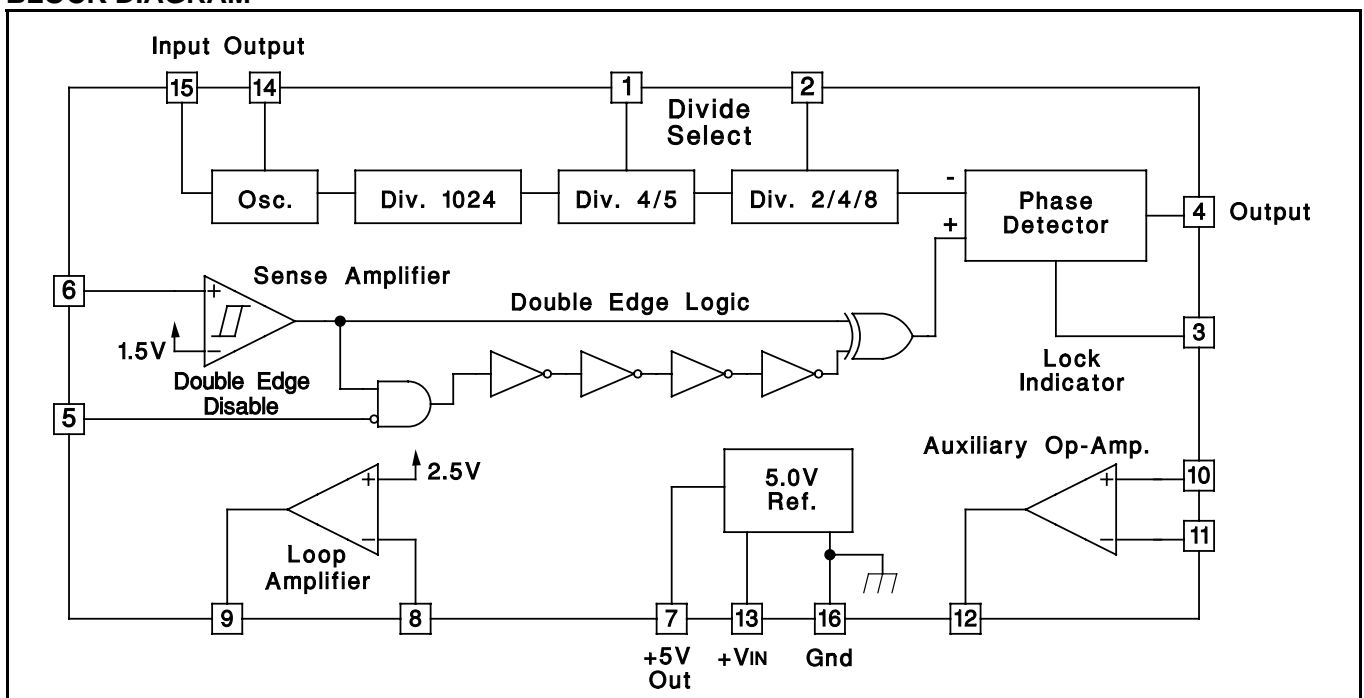 BLOCK DIAGRAM
Input Output
15 14 1 2
Divide
Select
Osc. Div. 1024 Div. 4/5 Div. 2/4/8
-
+
Phase
Detector
4 Output
6
Sense Amplifier
+
-
1.5V
Double Edge Logic
3
Lock
Indicator
Double Edge
Disable
5
Auxiliary Op-Amp.
+
-
2.5V
Loop
Amplifier
5.0V
Ref.
+
-
10
11
9 8 7 13 16 12
+5V
Out
+VIN
Gnd